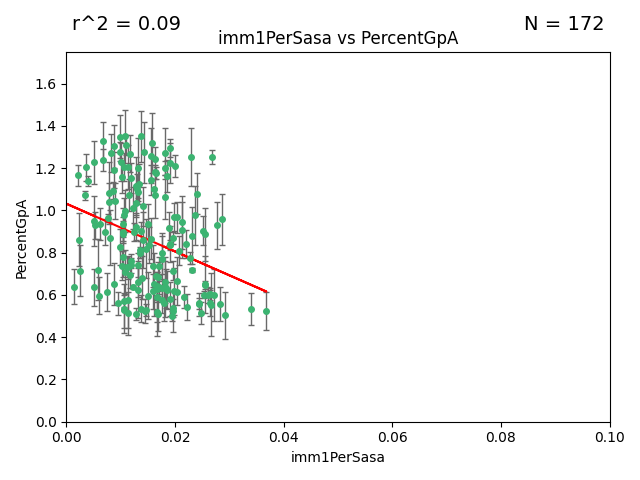 r^2 = 0.09
N = 172
imm1PerSasa vs PercentGpA
PercentGpA
1.6
1.4
1.2
1.0
0.8
0.6
0.4
0.2
0.0
0.00 0.02 0.04 0.06 0.08 0.10
imm1PerSasa